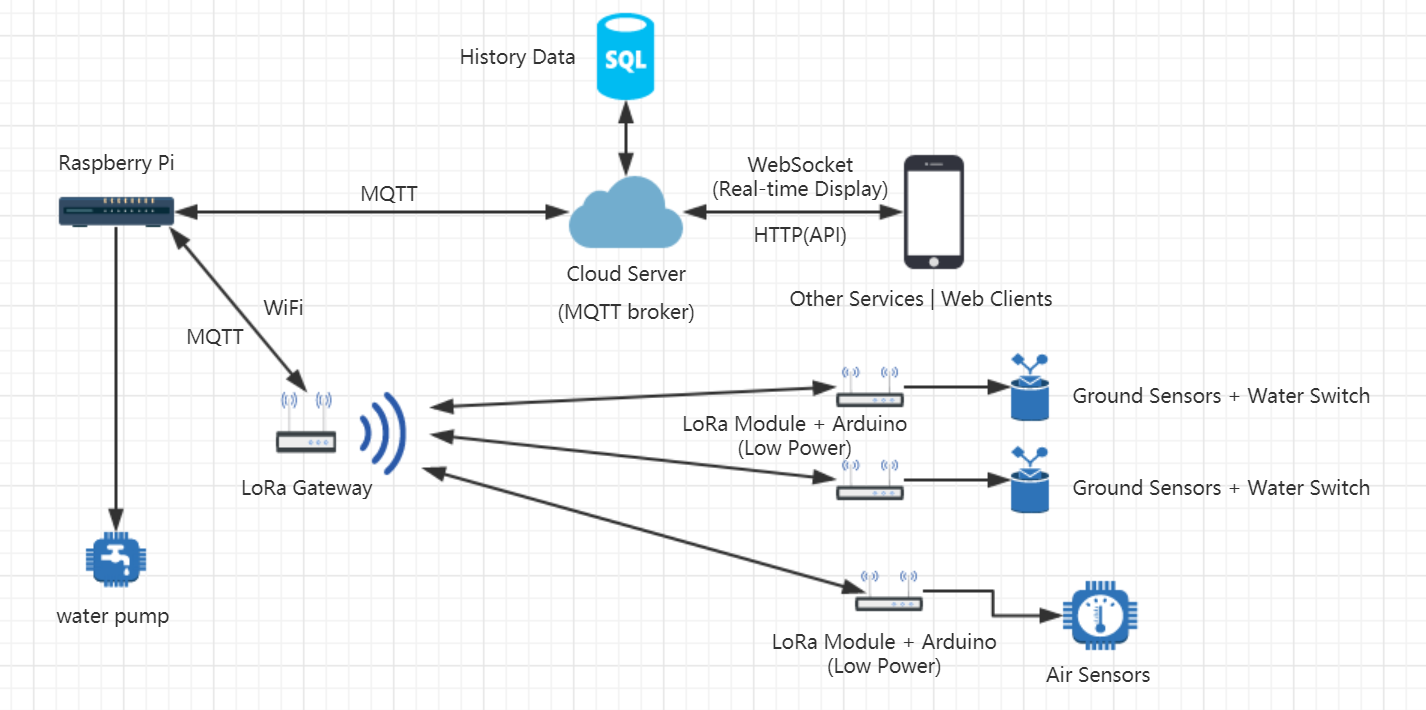 History Data
SQL
Raspberry Pi
MQTT
WebSocket
(Real-time Display)
HTTP(API)
Cloud Server
(MQTT broker)
Other Services | Web Clients
WiFi
MQTT
LoRa Gateway
LoRa Module + Arduino
(Low Power)
Ground Sensors + Water Switch
Ground Sensors + Water Switch
water pump
LoRa Module + Arduino
(Low Power)
Air Sensors